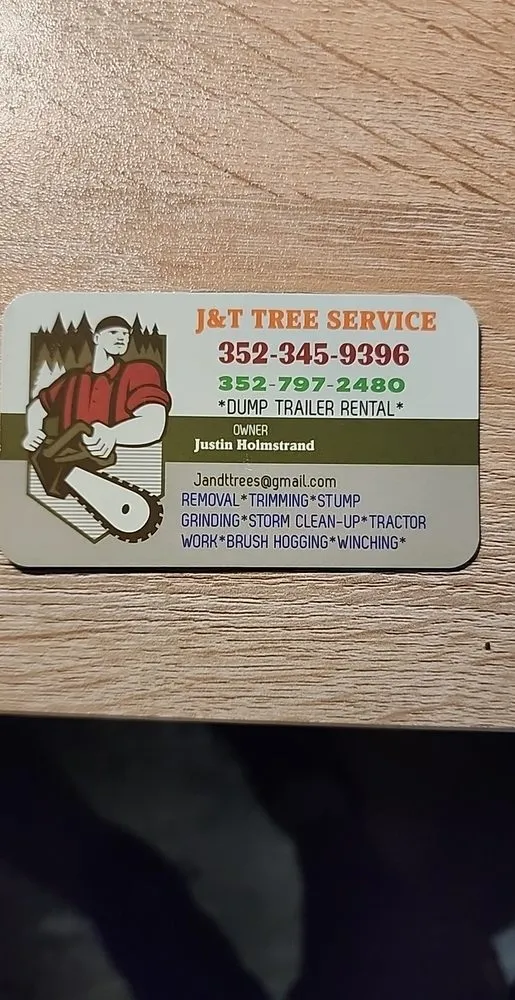 J&T TREE SERVICE
352-345-9396
352-797-2480
*DUMP TRAILER RENTAL*
OWNER
Justin Holmstrand
Jandttrees@gmail.com
REMOVAL*TRIMMING*STUMP
GRINDING*STORM CLEAN-UP*TRACTOR
WORK*BRUSH HOGGING*WINCHING*